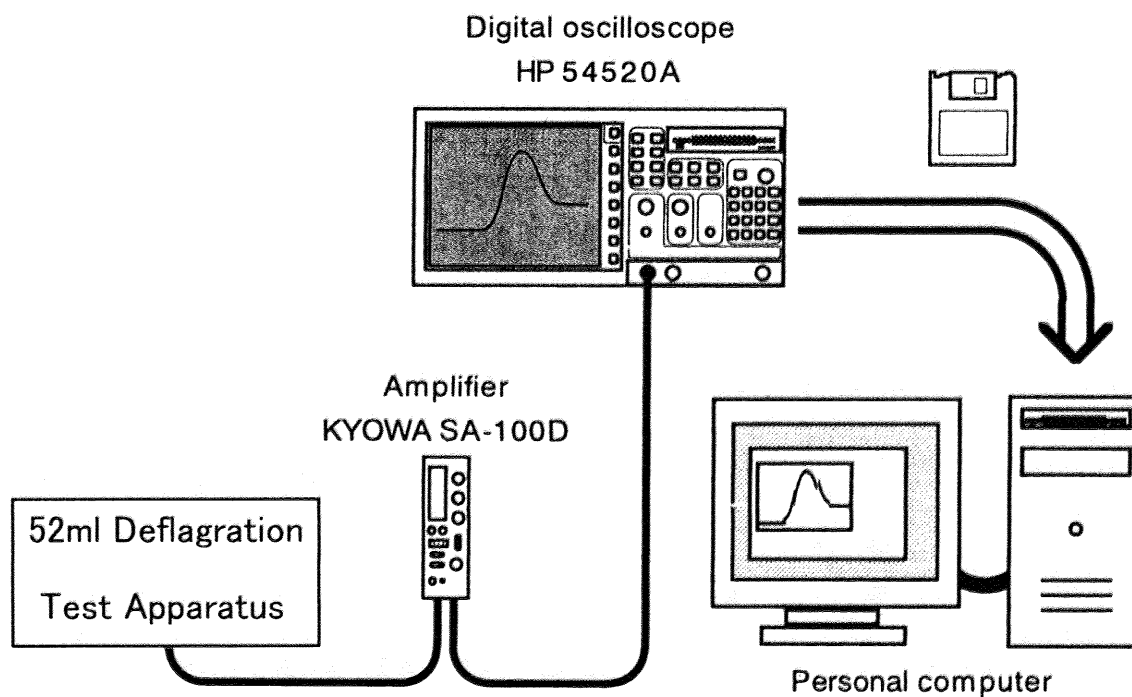 Digital oscilloscope
HP 54520A
Amplifier
KYOWA SA-100D
52ml Deflagration
Test Apparatus
Personal computer